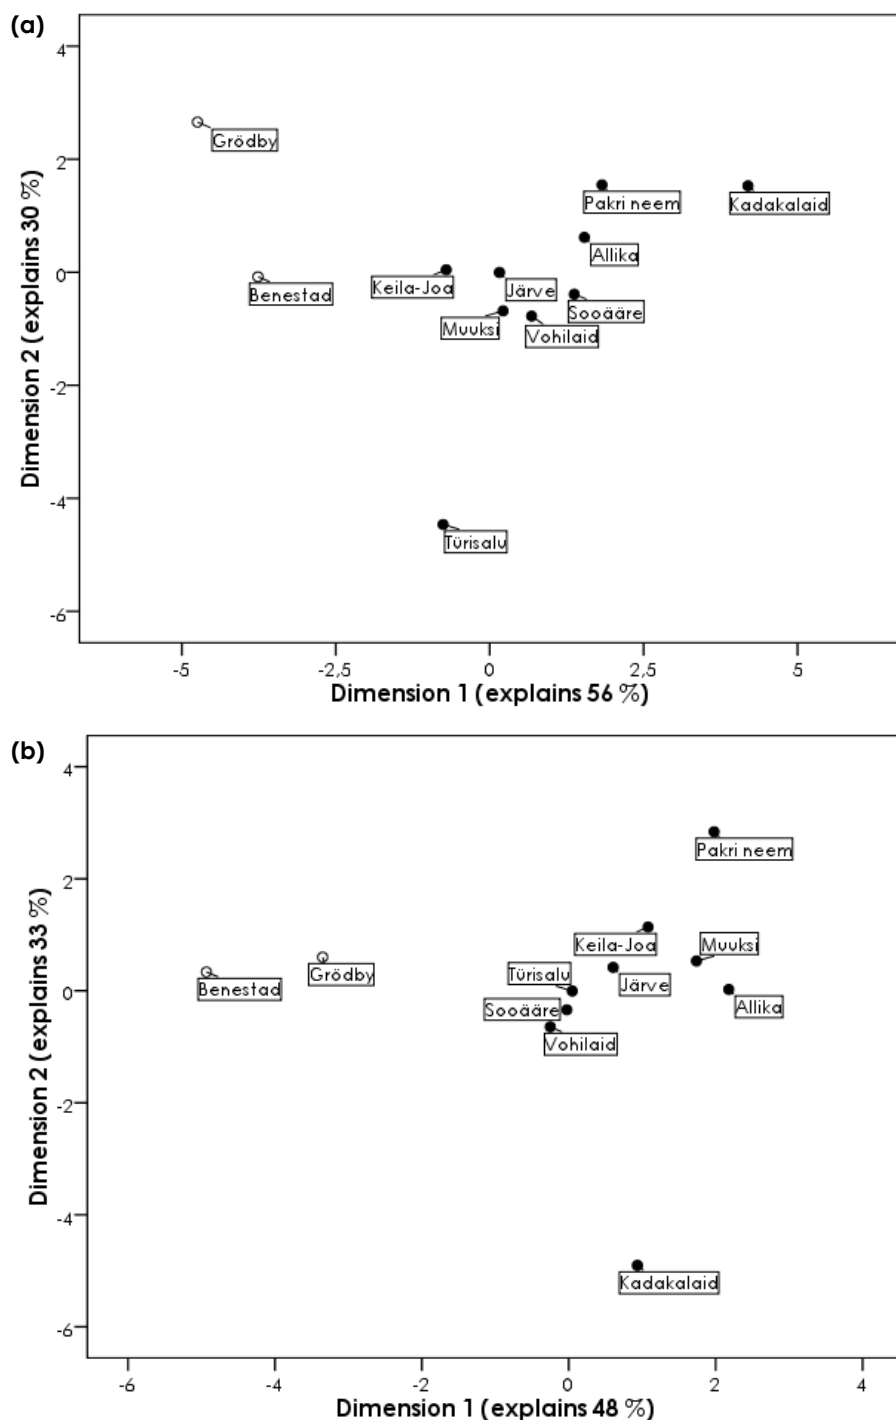 (a)
4
2
0
-2
-4
-6
Dimension 2 (explains 30 %)
Grödby
Pakri neem
Kadakalaid
Allika
Benestad
Keila-Joa
Järve
Sooääre
Muuksi
Vohilaid
Türisalu
-5
-2,5
0
2,5
5
Dimension 1 (explains 56 %)
(b)
4
2
0
-2
-4
-6
Dimension 2 (explains 33 %)
Pakri neem
Keila-Joa
Muuksi
Grödby
Türisalu
Järve
Benestad
Allika
Sooääre
Vohilaid
Kadakalaid
-6
-4
-2
0
2
4
Dimension 1 (explains 48 %)